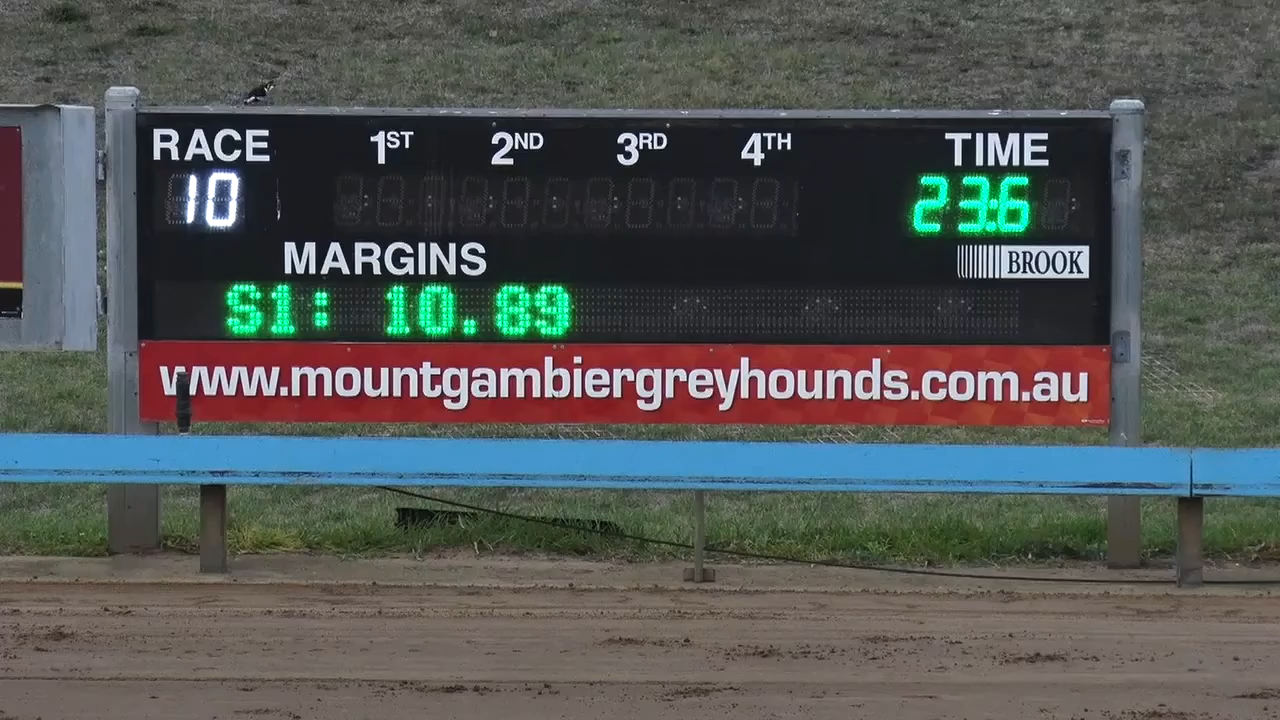 RACE 1ST 2ND 3RD 4TH TIME
10 23.6
MARGINS
BROOK
S1: 10.89
www.mountgambiergreyhounds.com.au